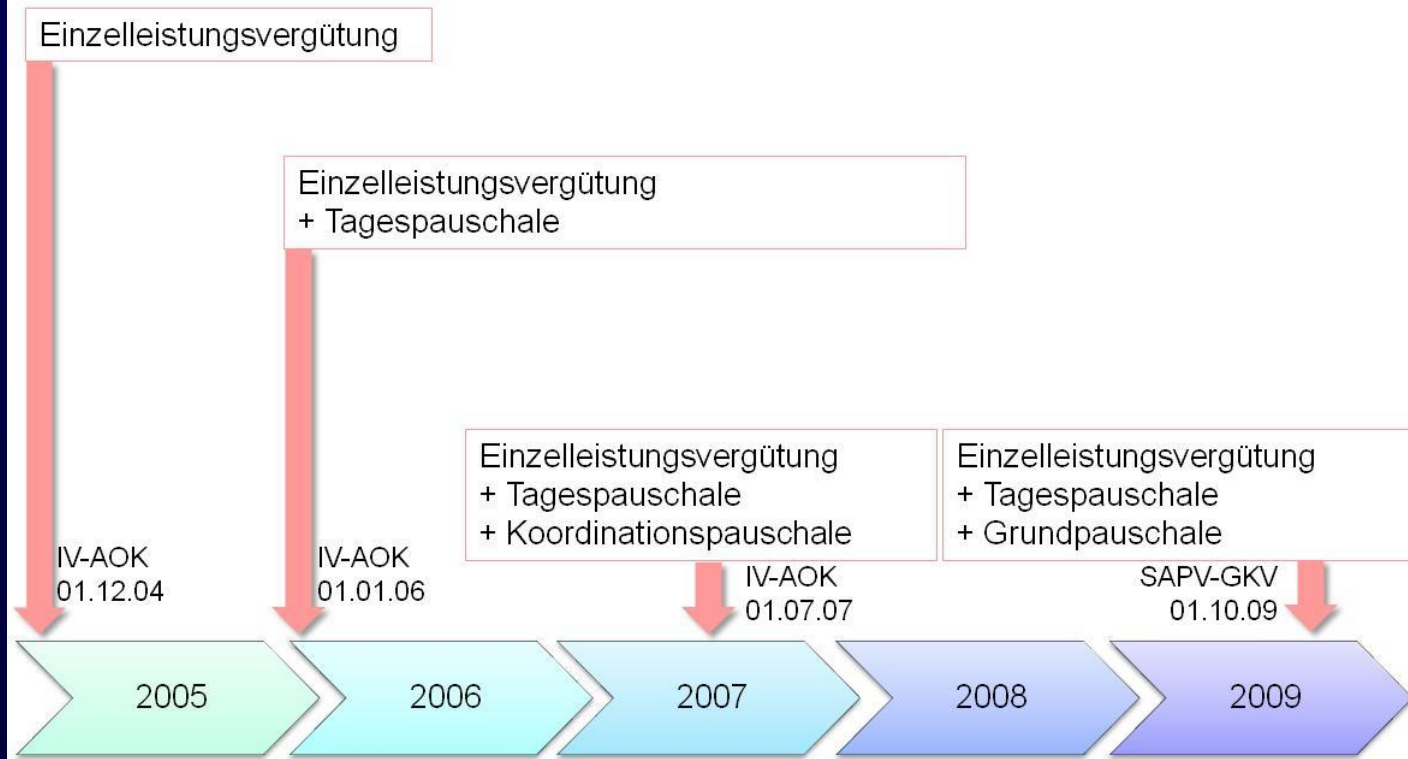 Einzelleistungsvergütung
Einzelleistungsvergütung
+ Tagespauschale
Einzelleistungsvergütung
+ Tagespauschale
+ Koordinationspauschale
Einzelleistungsvergütung
+ Tagespauschale
+ Grundpauschale
IV-AOK
01.12.04
IV-AOK
01.01.06
IV-AOK
01.07.07
SAPV-GKV
01.10.09
2005
2006
2007
2008
2009